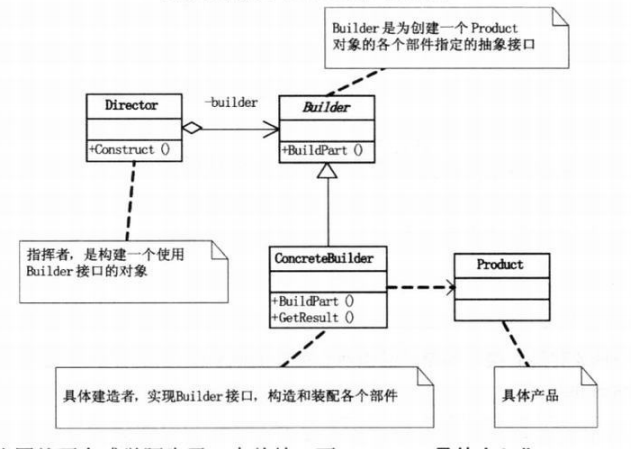 Builder是为创建一个Product
对象的各个部件指定的抽象接口
Director
-builder
Builder
+Construct ()
+BuildPart ()
指挥者，是构建一个使用
Builder接口的对象
ConcreteBuilder
Product
+BuildPart ()
+GetResult ()
具体建造者，实现Builder接口，构造和装配各个部件
具体产品